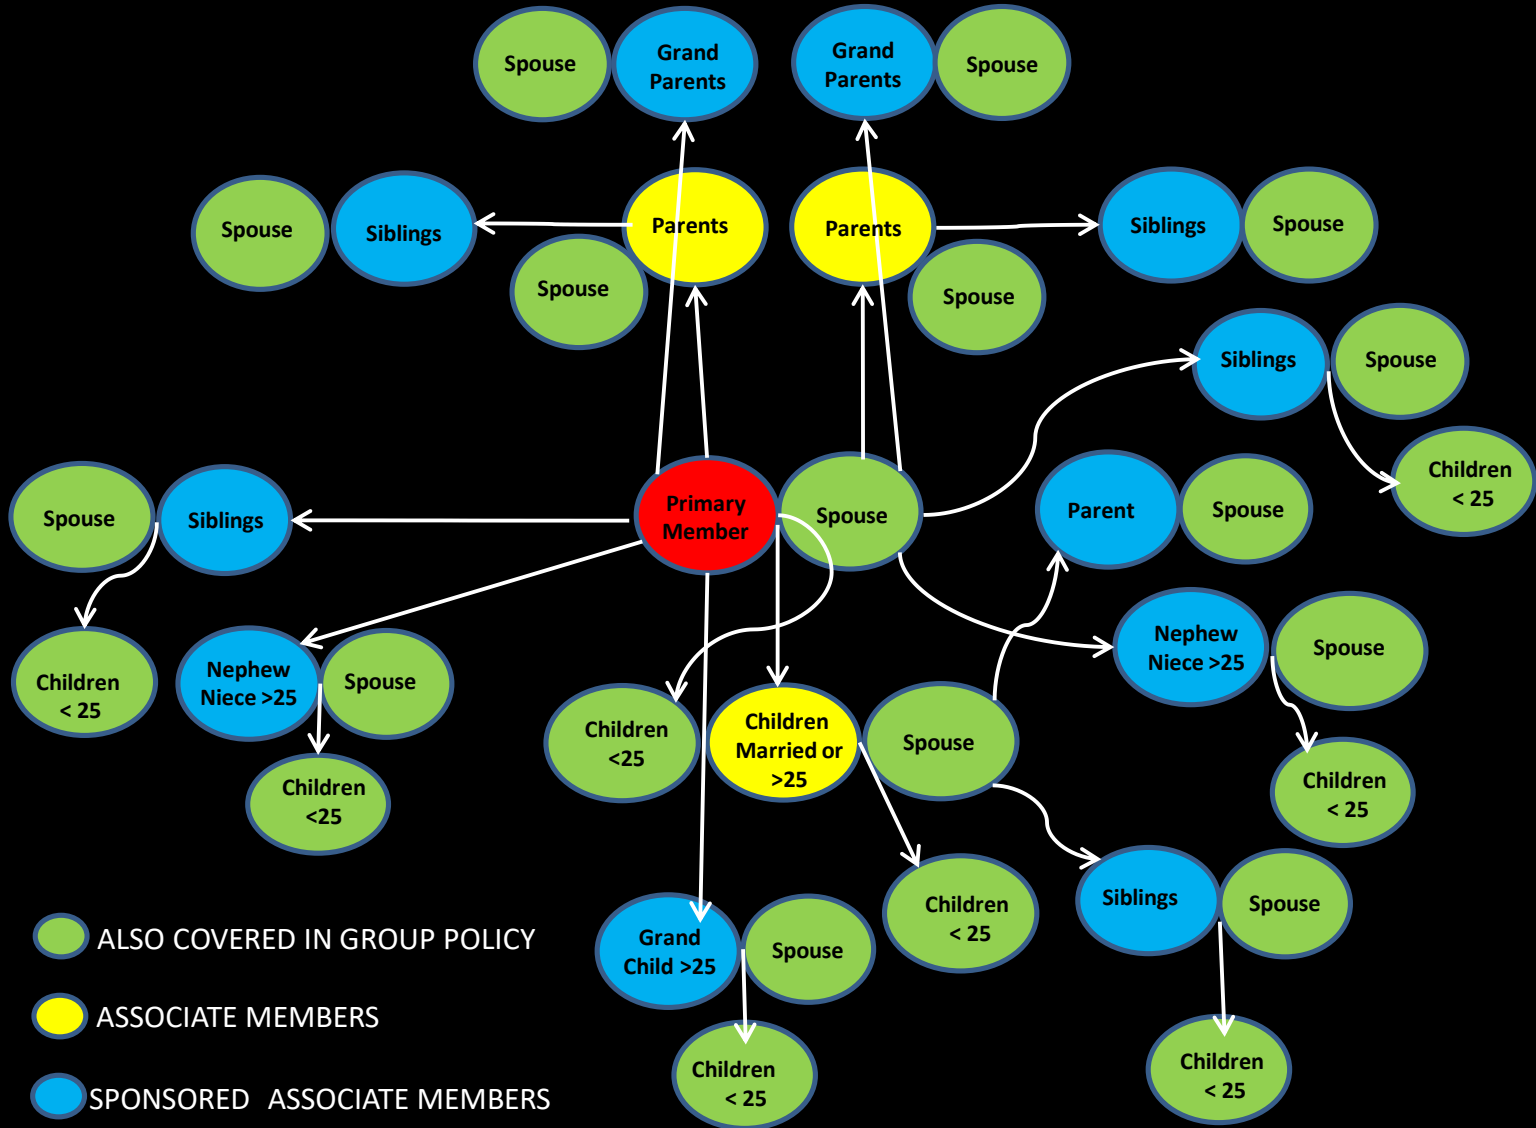 Spouse
Grand
Parents
Grand
Parents
Spouse
Spouse
Siblings
Parents
Parents
Siblings
Spouse
Spouse
Spouse
Siblings
Spouse
Children
< 25
Spouse
Siblings
Primary
Member
Spouse
Parent
Spouse
Children
< 25
Nephew
Niece >25
Spouse
Nephew
Niece >25
Spouse
Children
<25
Children
<25
Children
Married or
>25
Spouse
Children
< 25
Children
< 25
Siblings
Spouse
Grand
Child >25
Spouse
Children
< 25
Children
< 25
ALSO COVERED IN GROUP POLICY
ASSOCIATE MEMBERS
SPONSORED ASSOCIATE MEMBERS